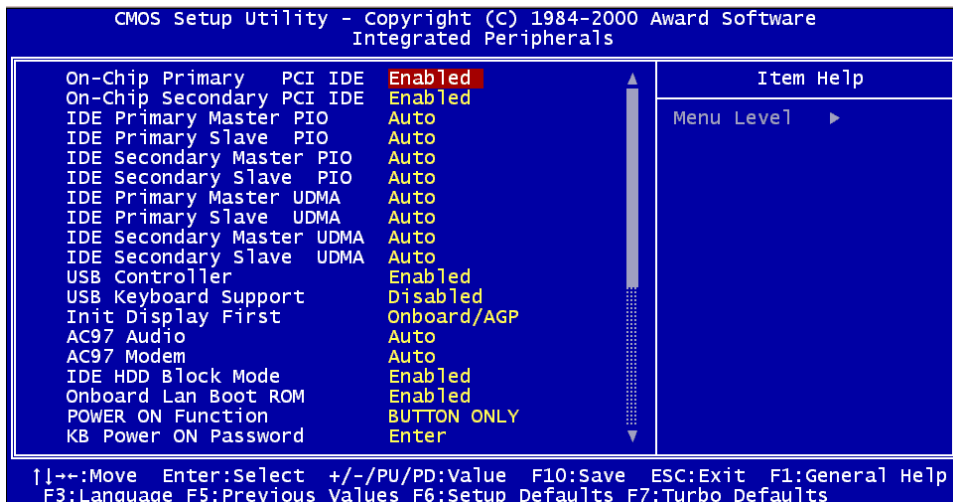 CMOS Setup Utility – Copyright (C) 1984-2000 Award Software
Integrated Peripherals
On-Chip Primary   PCI IDE  Enabled
On-Chip Secondary PCI IDE  Enabled
IDE Primary Master PIO     Auto
IDE Primary Slave  PIO     Auto
IDE Secondary Master PIO   Auto
IDE Secondary Slave  PIO   Auto
IDE Primary Master UDMA    Auto
IDE Primary Slave  UDMA    Auto
IDE Secondary Master UDMA  Auto
IDE Secondary Slave  UDMA  Auto
USB Controller             Enabled
USB Keyboard Support       Disabled
Init Display First         Onboard/AGP
AC97 Audio                 Auto
AC97 Modem                 Auto
IDE HDD Block Mode         Enabled
Onboard Lan Boot ROM       Enabled
POWER ON Function          BUTTON ONLY
KB Power ON Password       Enter
Item Help
Menu Level ▶
↑↓→←:Move  Enter:Select  +/-/PU/PD:Value  F10:Save  ESC:Exit  F1:General Help
F3:Language F5:Previous Values F6:Setup Defaults F7:Turbo Defaults